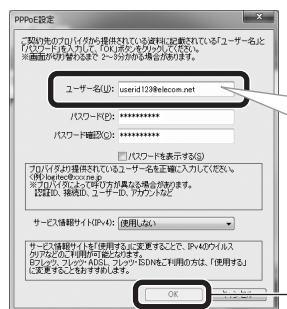 PPPoE設定
ご契約先のプロバイダから提供されている資料に記載されている「ユーザー名」と
「パスワード」を入力して、「OK」ボタンをクリックしてください。
※画面が切り替わるまで 2〜3分かかる場合があります。
ユーザー名(U): userid123@elecom.net
パスワード(P): **********
パスワード確認(C): **********
パスワードを表示する(S)
プロバイダより提供されているユーザー名を正確に入力してください。
<例>logitec@xxx.ne.jp
※プロバイダによって呼び方が異なる場合があります。
認証ID、接続ID、ユーザーID、アカウントなど
サービス情報サイト(IPv4): 使用しない
サービス情報サイトを「使用する」に変更することで、IPv4のウイルス
クリアなどのご利用が可能となります。
Bフレッツ、フレッツ・ADSL、フレッツ・ISDNをご利用の方は、「使用する」
に変更することをおすすめします。
OK